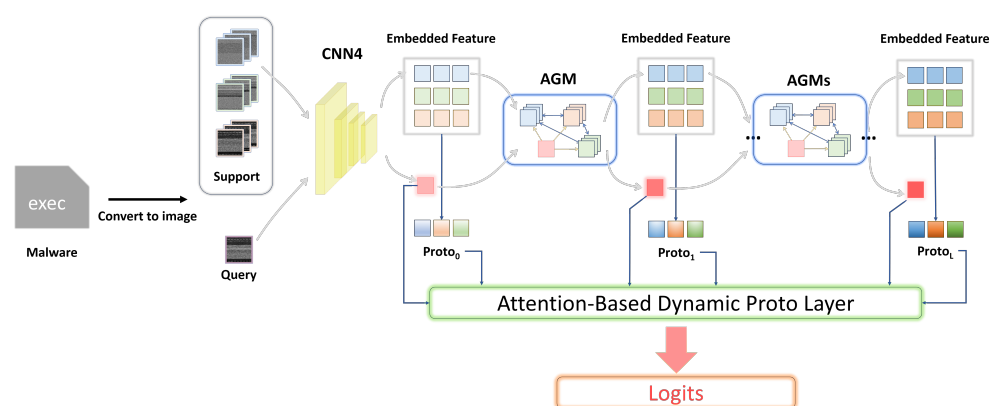 exec
Malware
Convert to image
Support
Query
CNN4
Embedded Feature
AGM
Embedded Feature
AGMs
Embedded Feature
...
...
Proto0
Proto1
ProtoL
Attention-Based Dynamic Proto Layer
Logits